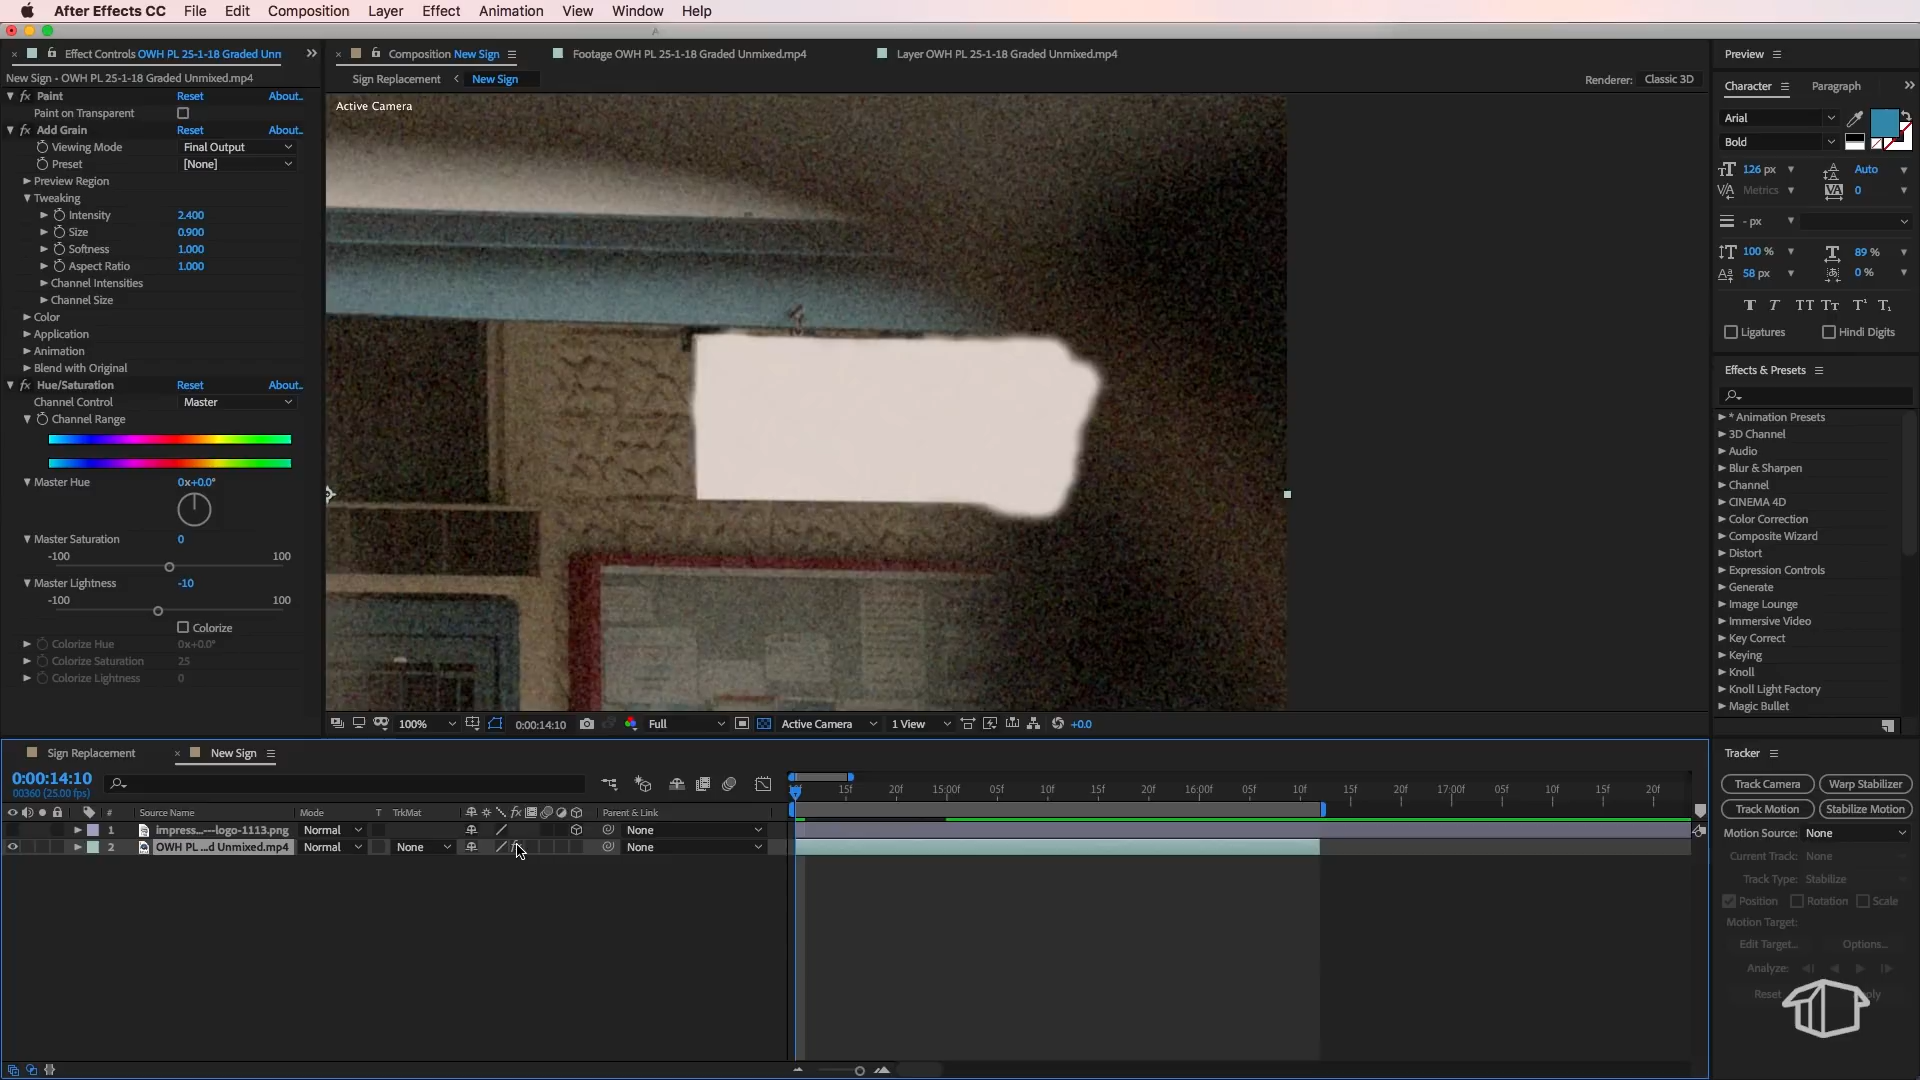 After Effects CC File Edit Composition Layer Effect Animation View Window Help
Effect Controls OWH PL 25-1-18 Graded Unn
Composition New Sign
Footage OWH PL 25-1-18 Graded Unmixed.mp4
Layer OWH PL 25-1-18 Graded Unmixed.mp4
Preview
New Sign • OWH PL 25-1-18 Graded Unmixed.mp4
Sign Replacement
New Sign
Renderer: Classic 3D
Character Paragraph
fx Paint Reset About..
Active Camera
Paint on Transparent
Arial
fx Add Grain Reset About..
Viewing Mode Final Output
Bold
Preset [None]
126 px Auto
Preview Region
Metrics 0
Tweaking
Intensity 2.400
- px
Size 0.900
Softness 1.000
100 % 89 %
Aspect Ratio 1.000
58 px 0 %
Channel Intensities
Channel Size
Color
Application
Ligatures Hindi Digits
Animation
Blend with Original
Effects & Presets
fx Hue/Saturation Reset About..
Channel Control Master
Channel Range
* Animation Presets
3D Channel
Audio
Blur & Sharpen
Master Hue 0x+0.0°
Channel
CINEMA 4D
Color Correction
Master Saturation 0
Composite Wizard
-100 100
Distort
Expression Controls
Master Lightness -10
Generate
-100 100
Image Lounge
Immersive Video
Colorize
Key Correct
Colorize Hue 0x+0.0°
Keying
Colorize Saturation 25
Knoll
Colorize Lightness 0
Knoll Light Factory
Magic Bullet
100% 0:00:14:10 Full Active Camera 1 View +0.0
Sign Replacement
New Sign
Tracker
0:00:14:10
00360 (25.00 fps)
Track Camera Warp Stabilizer
15f 20f 15:00f 05f 10f 15f 20f 16:00f 05f 10f 15f 20f 17:00f 05f 10f 15f 20f
Track Motion Stabilize Motion
# Source Name Mode T TrkMat fx Parent & Link
Motion Source: None
1 impress...---logo-1113.png Normal None
2 OWH PL ...d Unmixed.mp4 Normal None None
Current Track: None
Track Type: Stabilize
Position Rotation Scale
Motion Target:
Edit Target... Options...
Analyze:
Reset